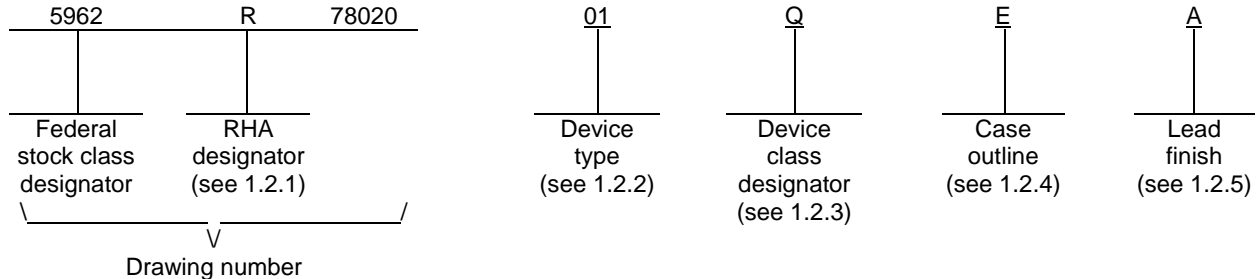 5962 R 78020 01 Q E A
Federal stock class designator
RHA designator (see 1.2.1)
Device type (see 1.2.2)
Device class designator (see 1.2.3)
Case outline (see 1.2.4)
Lead finish (see 1.2.5)
\ /
\/
Drawing number